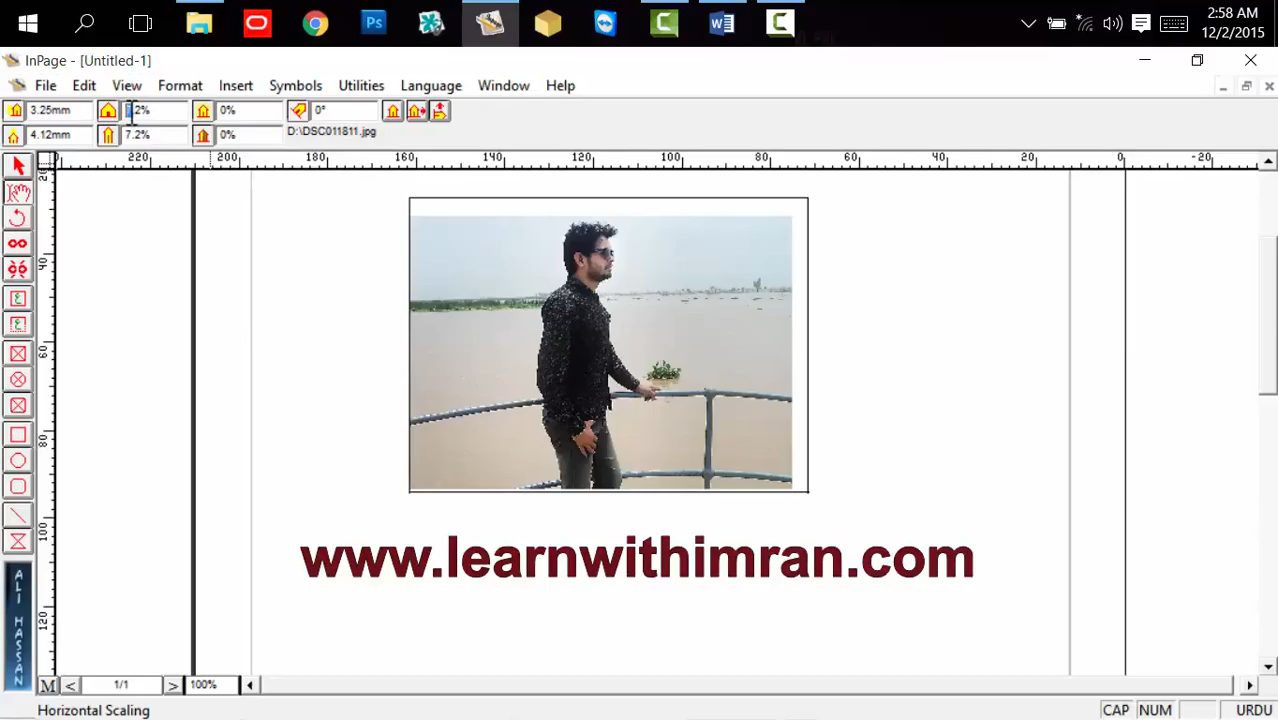 2:58 AM
12/2/2015
InPage - [Untitled-1]
File Edit View Format Insert Symbols Utilities Language Window Help
3.25mm 2% 0% 0°
4.12mm 7.2% 0% D:\DSC011811.jpg
220 200 180 160 140 120 100 80 60 40 20 0 -20
40
60
80
100
120
www.learnwithimran.com
ALI HASSAN
M < 1/1 > 100%
Horizontal Scaling CAP NUM URDU